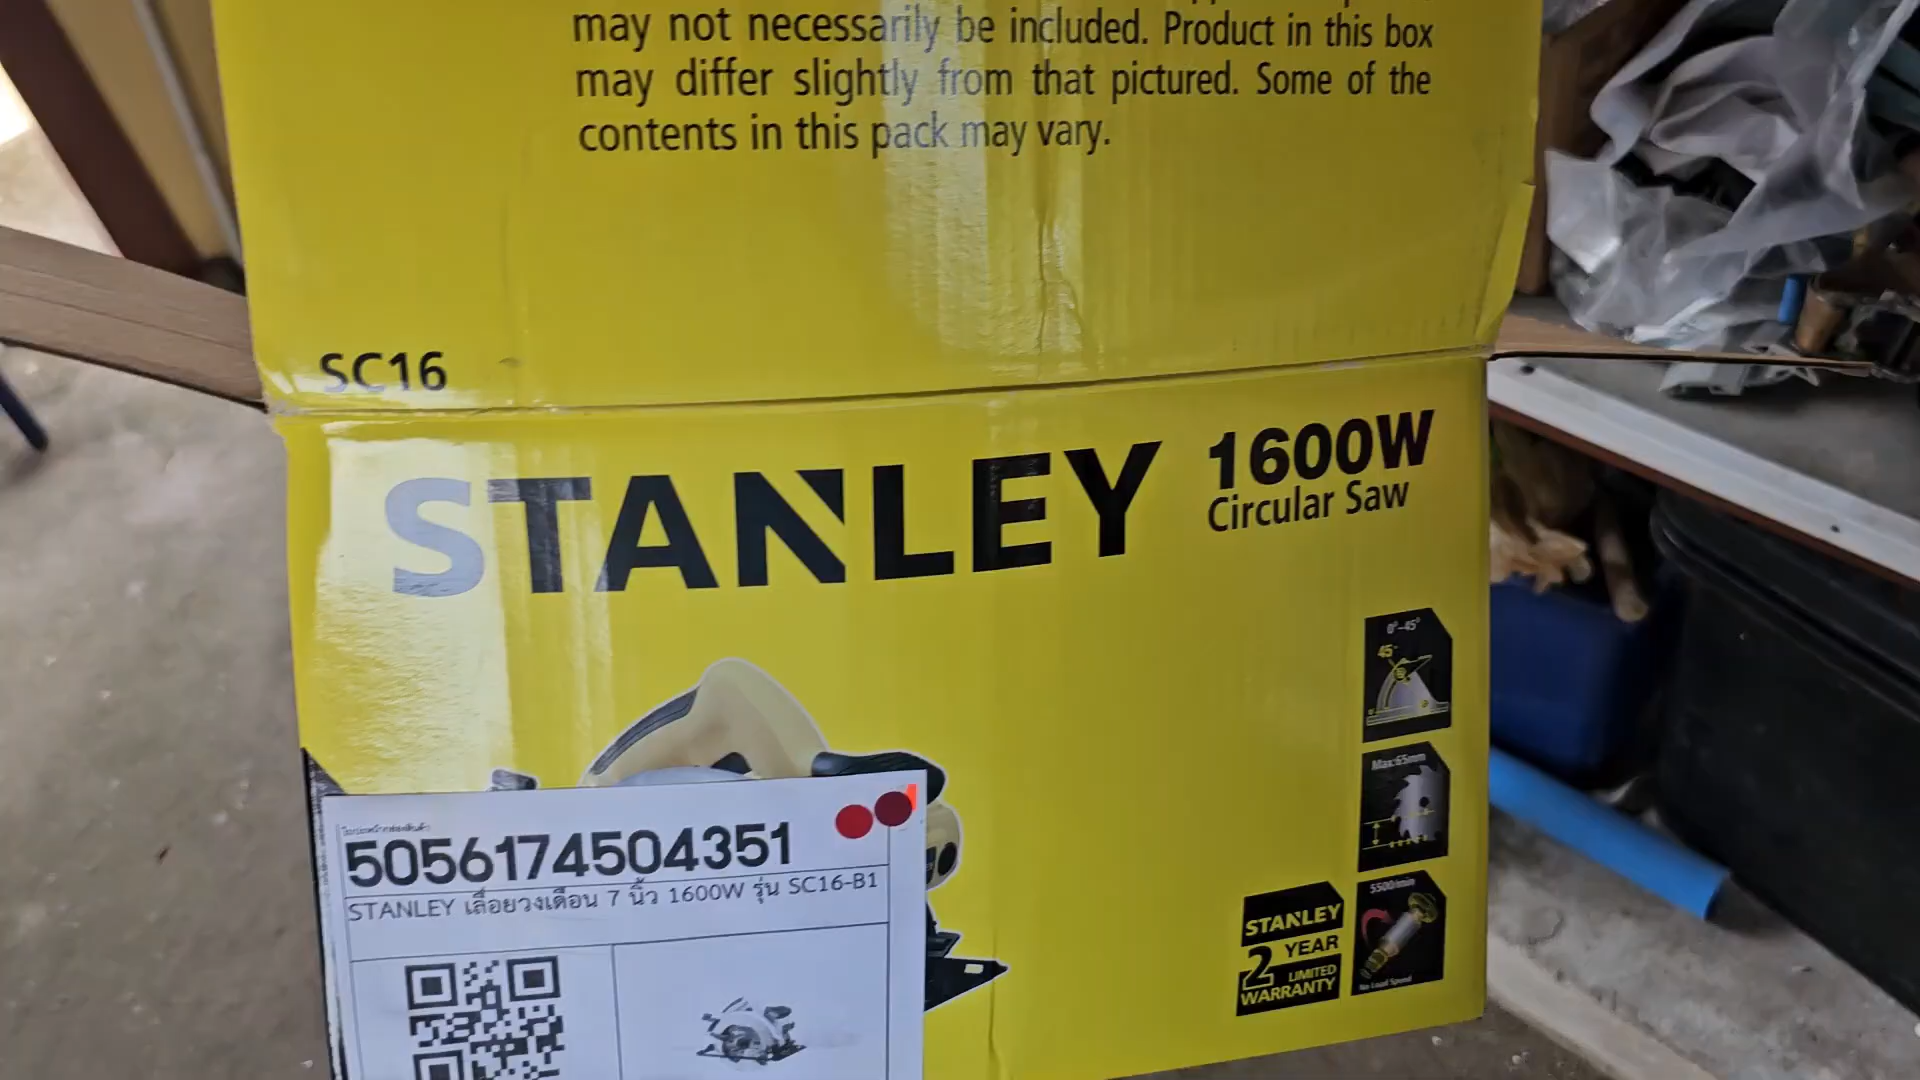 may not necessarily be included. Product in this box
may differ slightly from that pictured. Some of the
contents in this pack may vary.
SC16
STANLEY
1600W
Circular Saw
0°-45°
45°
Max:65mm
5500/min
No Load Speed
STANLEY
2 YEAR
LIMITED
WARRANTY
5056174504351
STANLEY เลื่อยวงเดือน 7 นิ้ว 1600W รุ่น SC16-B1